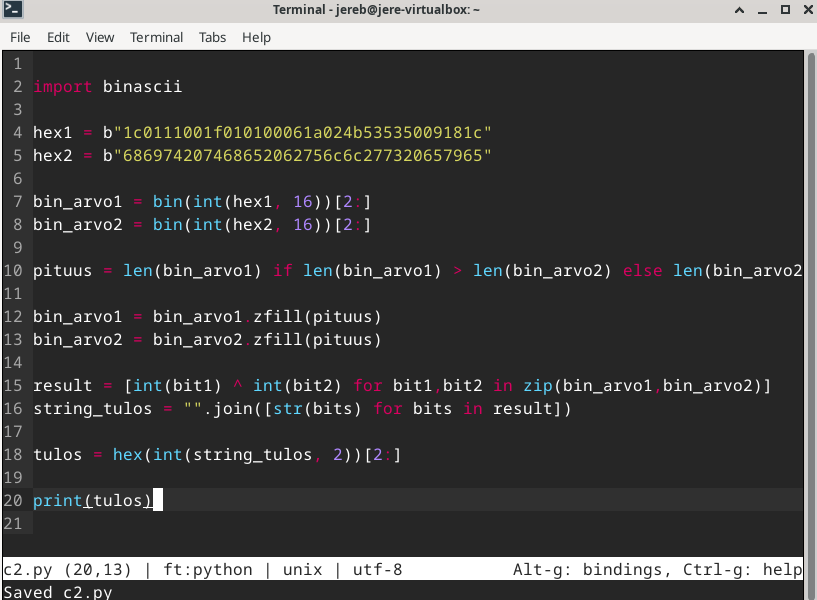 Terminal - jereb@jere-virtualbox: ~
File Edit View Terminal Tabs Help
1
2 import binascii
3
4 hex1 = b"1c0111001f010100061a024b53535009181c"
5 hex2 = b"686974207468652062756c6c277320657965"
6
7 bin_arvo1 = bin(int(hex1, 16))[2:]
8 bin_arvo2 = bin(int(hex2, 16))[2:]
9
10 pituus = len(bin_arvo1) if len(bin_arvo1) > len(bin_arvo2) else len(bin_arvo2
11
12 bin_arvo1 = bin_arvo1.zfill(pituus)
13 bin_arvo2 = bin_arvo2.zfill(pituus)
14
15 result = [int(bit1) ^ int(bit2) for bit1,bit2 in zip(bin_arvo1,bin_arvo2)]
16 string_tulos = "".join([str(bits) for bits in result])
17
18 tulos = hex(int(string_tulos, 2))[2:]
19
20 print(tulos)
21
c2.py (20,13) | ft:python | unix | utf-8 Alt-g: bindings, Ctrl-g: help
Saved c2.py